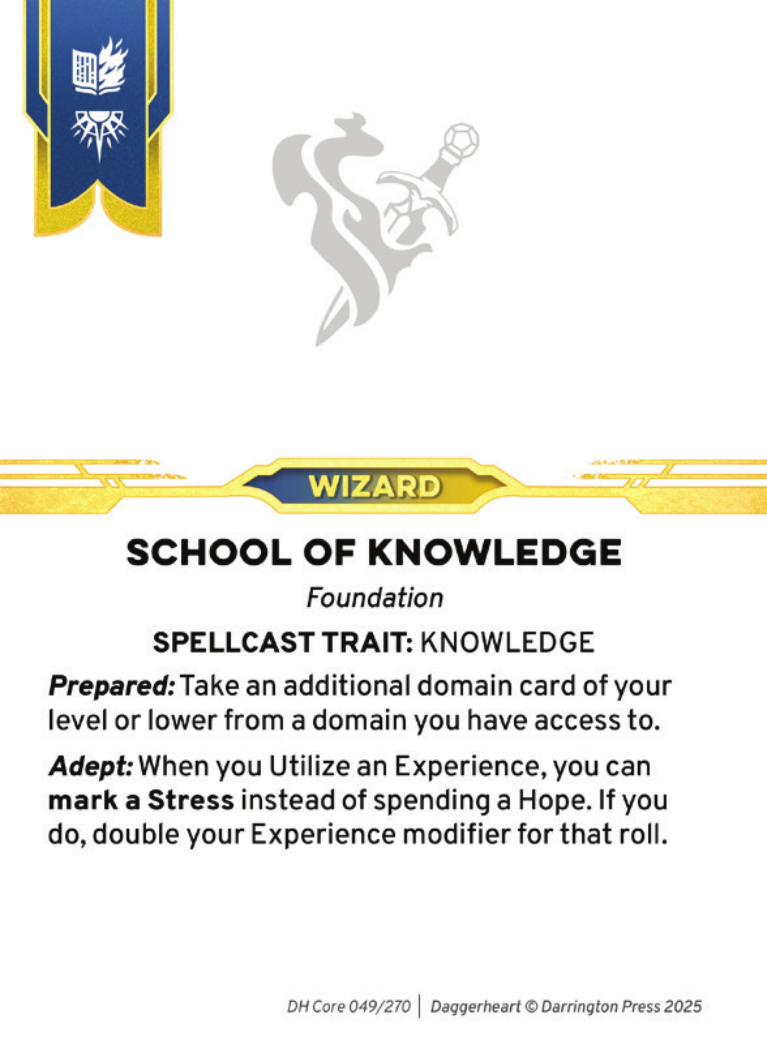 WIZARD
SCHOOL OF KNOWLEDGE
Foundation
SPELLCAST TRAIT: KNOWLEDGE
Prepared: Take an additional domain card of your
level or lower from a domain you have access to.
Adept: When you Utilize an Experience, you can
mark a Stress instead of spending a Hope. If you
do, double your Experience modifier for that roll.
DH Core 049/270 | Daggerheart © Darrington Press 2025